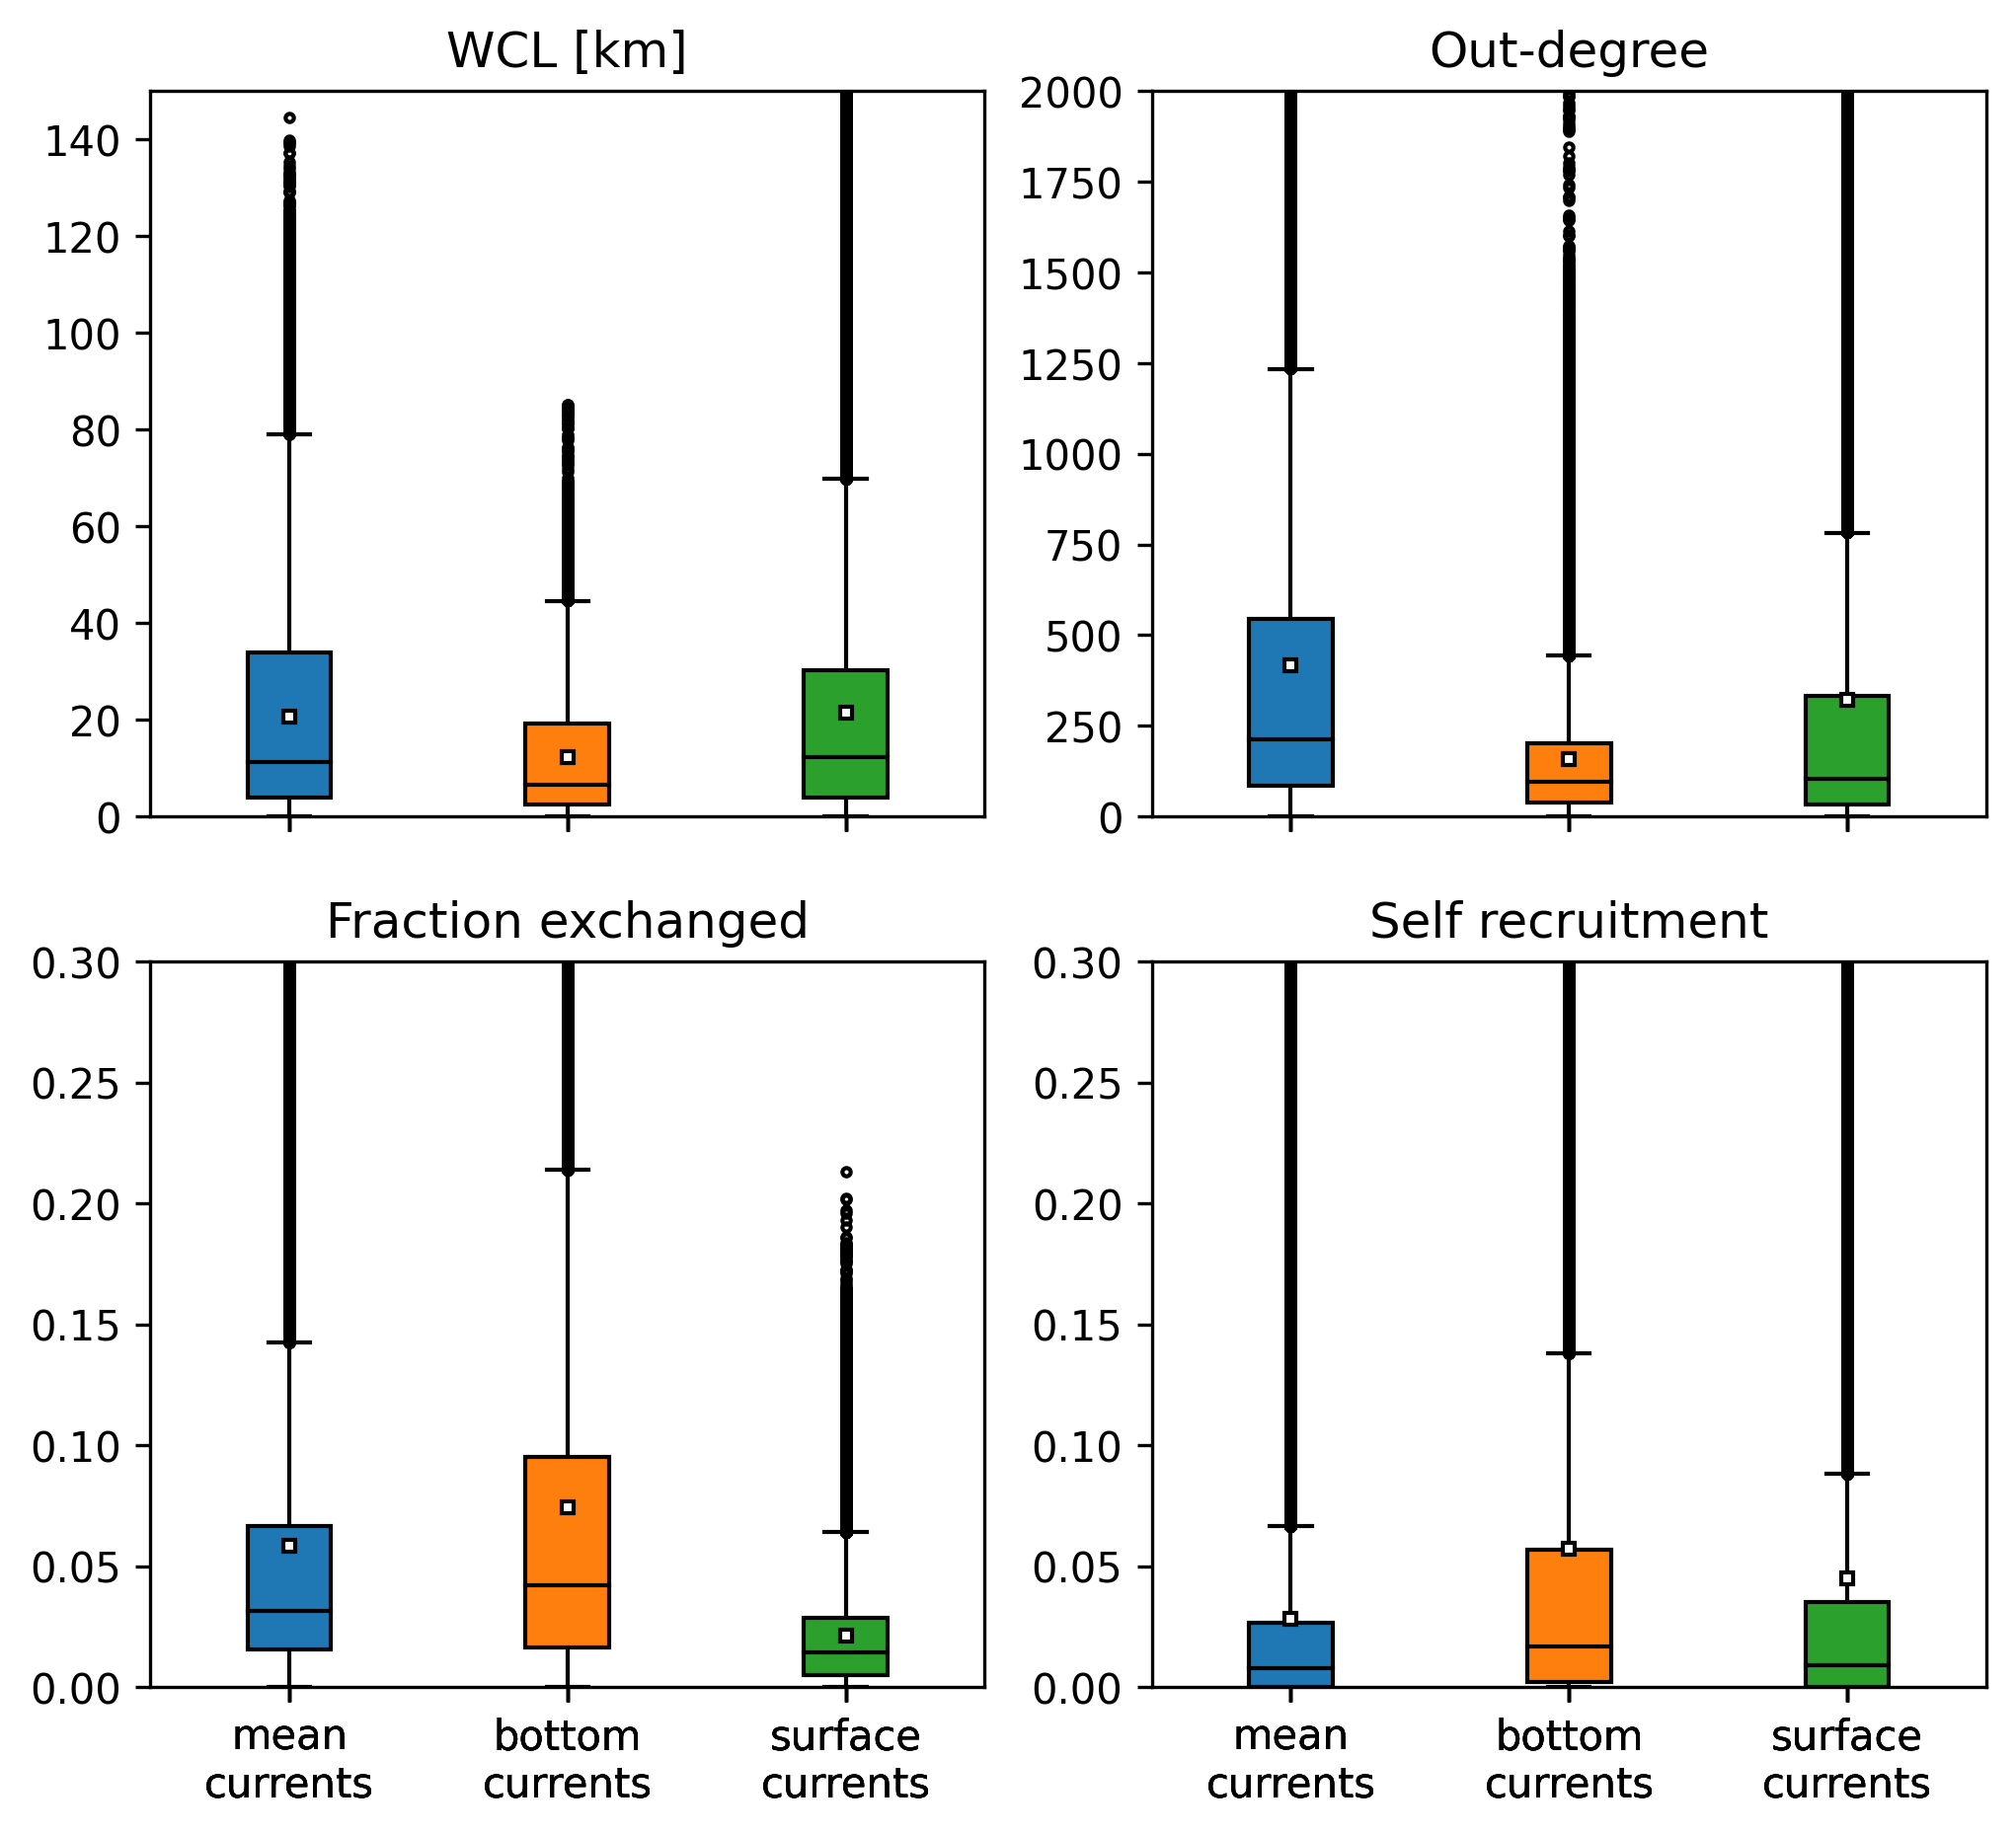 WCL [km]
140
120
100
80
60
40
20
0
Out-degree
2000
1750
1500
1250
1000
750
500
250
0
Fraction exchanged
0.30
0.25
0.20
0.15
0.10
0.05
0.00
mean
currents
bottom
currents
surface
currents
Self recruitment
0.30
0.25
0.20
0.15
0.10
0.05
0.00
mean
currents
bottom
currents
surface
currents